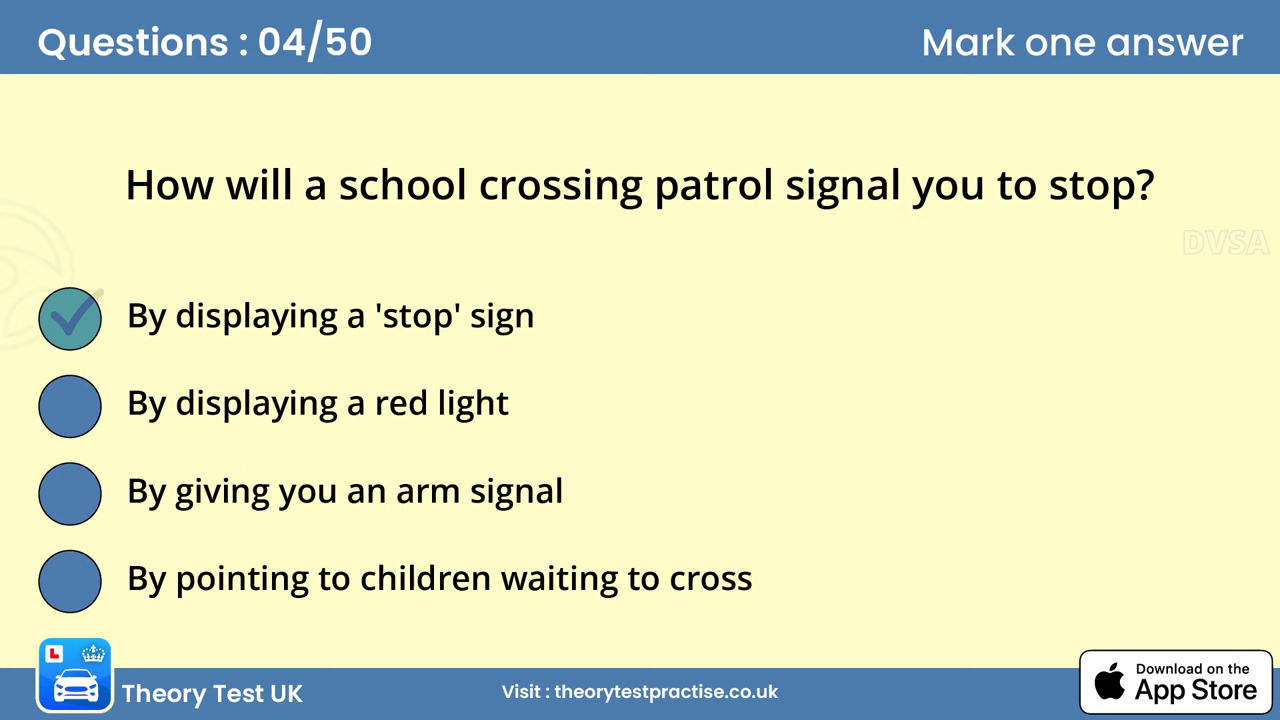 Questions : 04/50
Mark one answer
How will a school crossing patrol signal you to stop?
DVSA
By displaying a 'stop' sign
By displaying a red light
By giving you an arm signal
By pointing to children waiting to cross
L
Theory Test UK
Visit : theorytestpractise.co.uk
Download on the
App Store